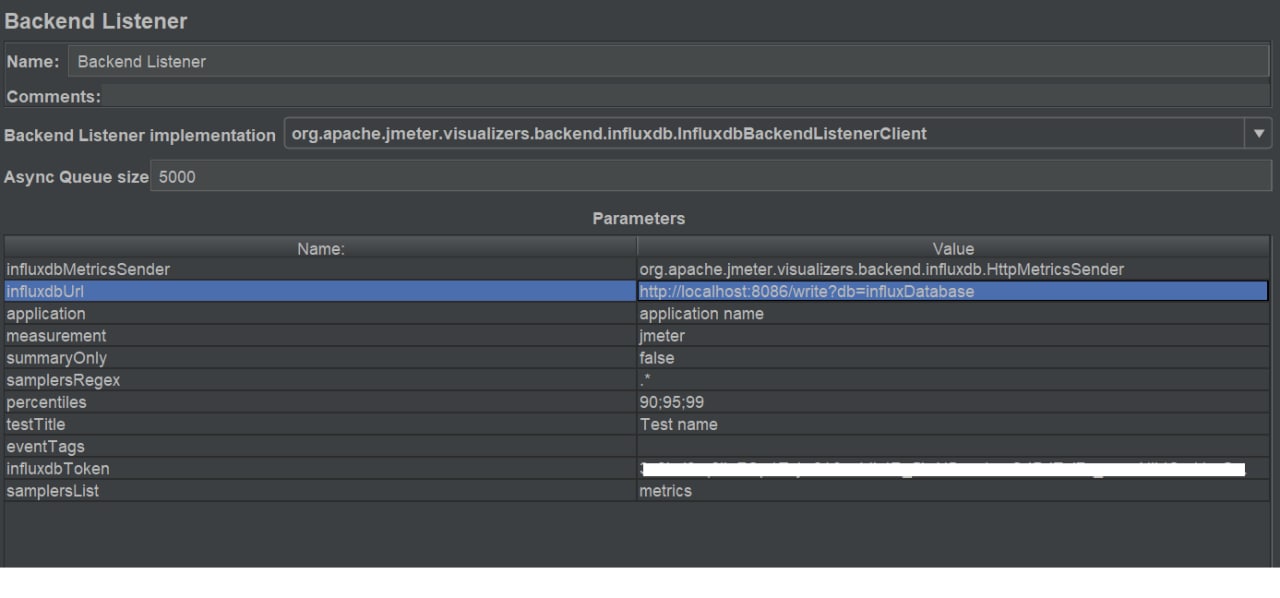 Backend Listener
Name: Backend Listener
Comments:
Backend Listener implementation org.apache.jmeter.visualizers.backend.influxdb.InfluxdbBackendListenerClient
Async Queue size 5000
Parameters
Name: Value
influxdbMetricsSender org.apache.jmeter.visualizers.backend.influxdb.HttpMetricsSender
influxdbUrl http://localhost:8086/write?db=influxDatabase
application application name
measurement jmeter
summaryOnly false
samplersRegex .*
percentiles 90;95;99
testTitle Test name
eventTags
influxdbToken
samplersList metrics